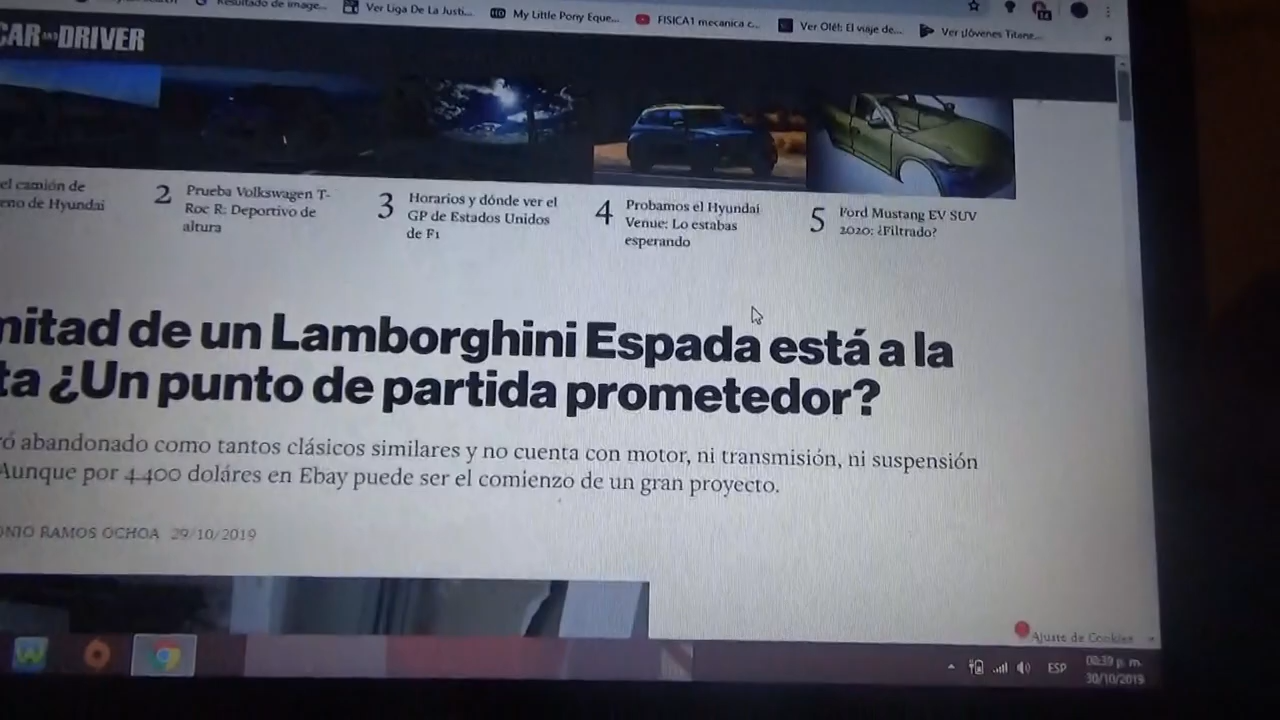 Resultado de image...
Ver Liga De La Justi...
My Little Pony Eque...
FISICA1 mecanica c...
Ver Olé!: El viaje de...
Ver ¡Jóvenes Titane...
CAR AND DRIVER
el camión de
eno de Hyundai
2 Prueba Volkswagen T-
Roc R: Deportivo de
altura
3 Horarios y dónde ver el
GP de Estados Unidos
de F1
4 Probamos el Hyundai
Venue: Lo estabas
esperando
5 Ford Mustang EV SUV
2020: ¿Filtrado?
mitad de un Lamborghini Espada está a la
ta ¿Un punto de partida prometedor?
ó abandonado como tantos clásicos similares y no cuenta con motor, ni transmisión, ni suspensión
Aunque por 4.400 doláres en Ebay puede ser el comienzo de un gran proyecto.
ONIO RAMOS OCHOA 29/10/2019
Ajuste de Cookies
ESP
p. m.
30/10/2019